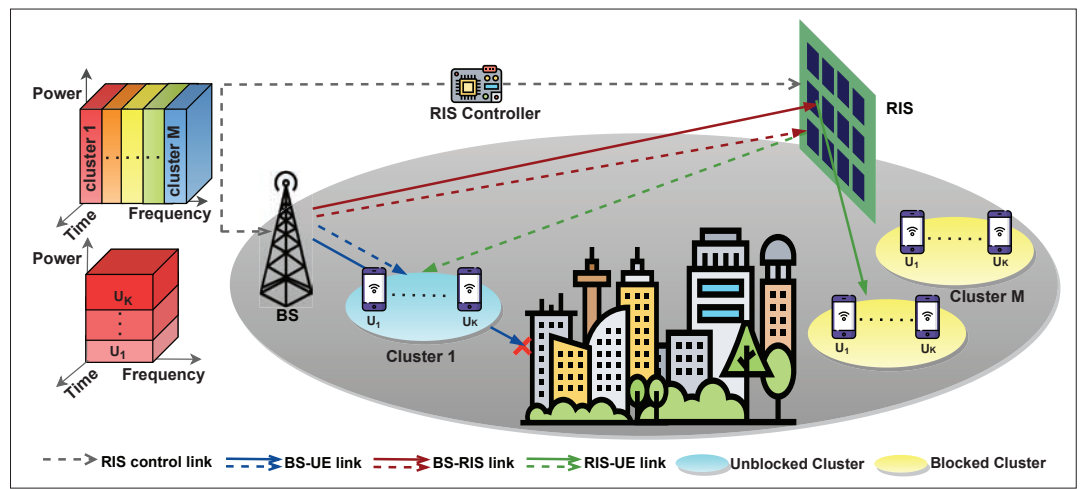 Power
cluster 1
......
cluster M
Time
Frequency
RIS Controller
RIS
Power
U_K
U_1
Time
Frequency
BS
U_1
......
U_K
Cluster 1
U_1
......
U_K
Cluster M
U_1
......
U_K
RIS control link
BS-UE link
BS-RIS link
RIS-UE link
Unblocked Cluster
Blocked Cluster